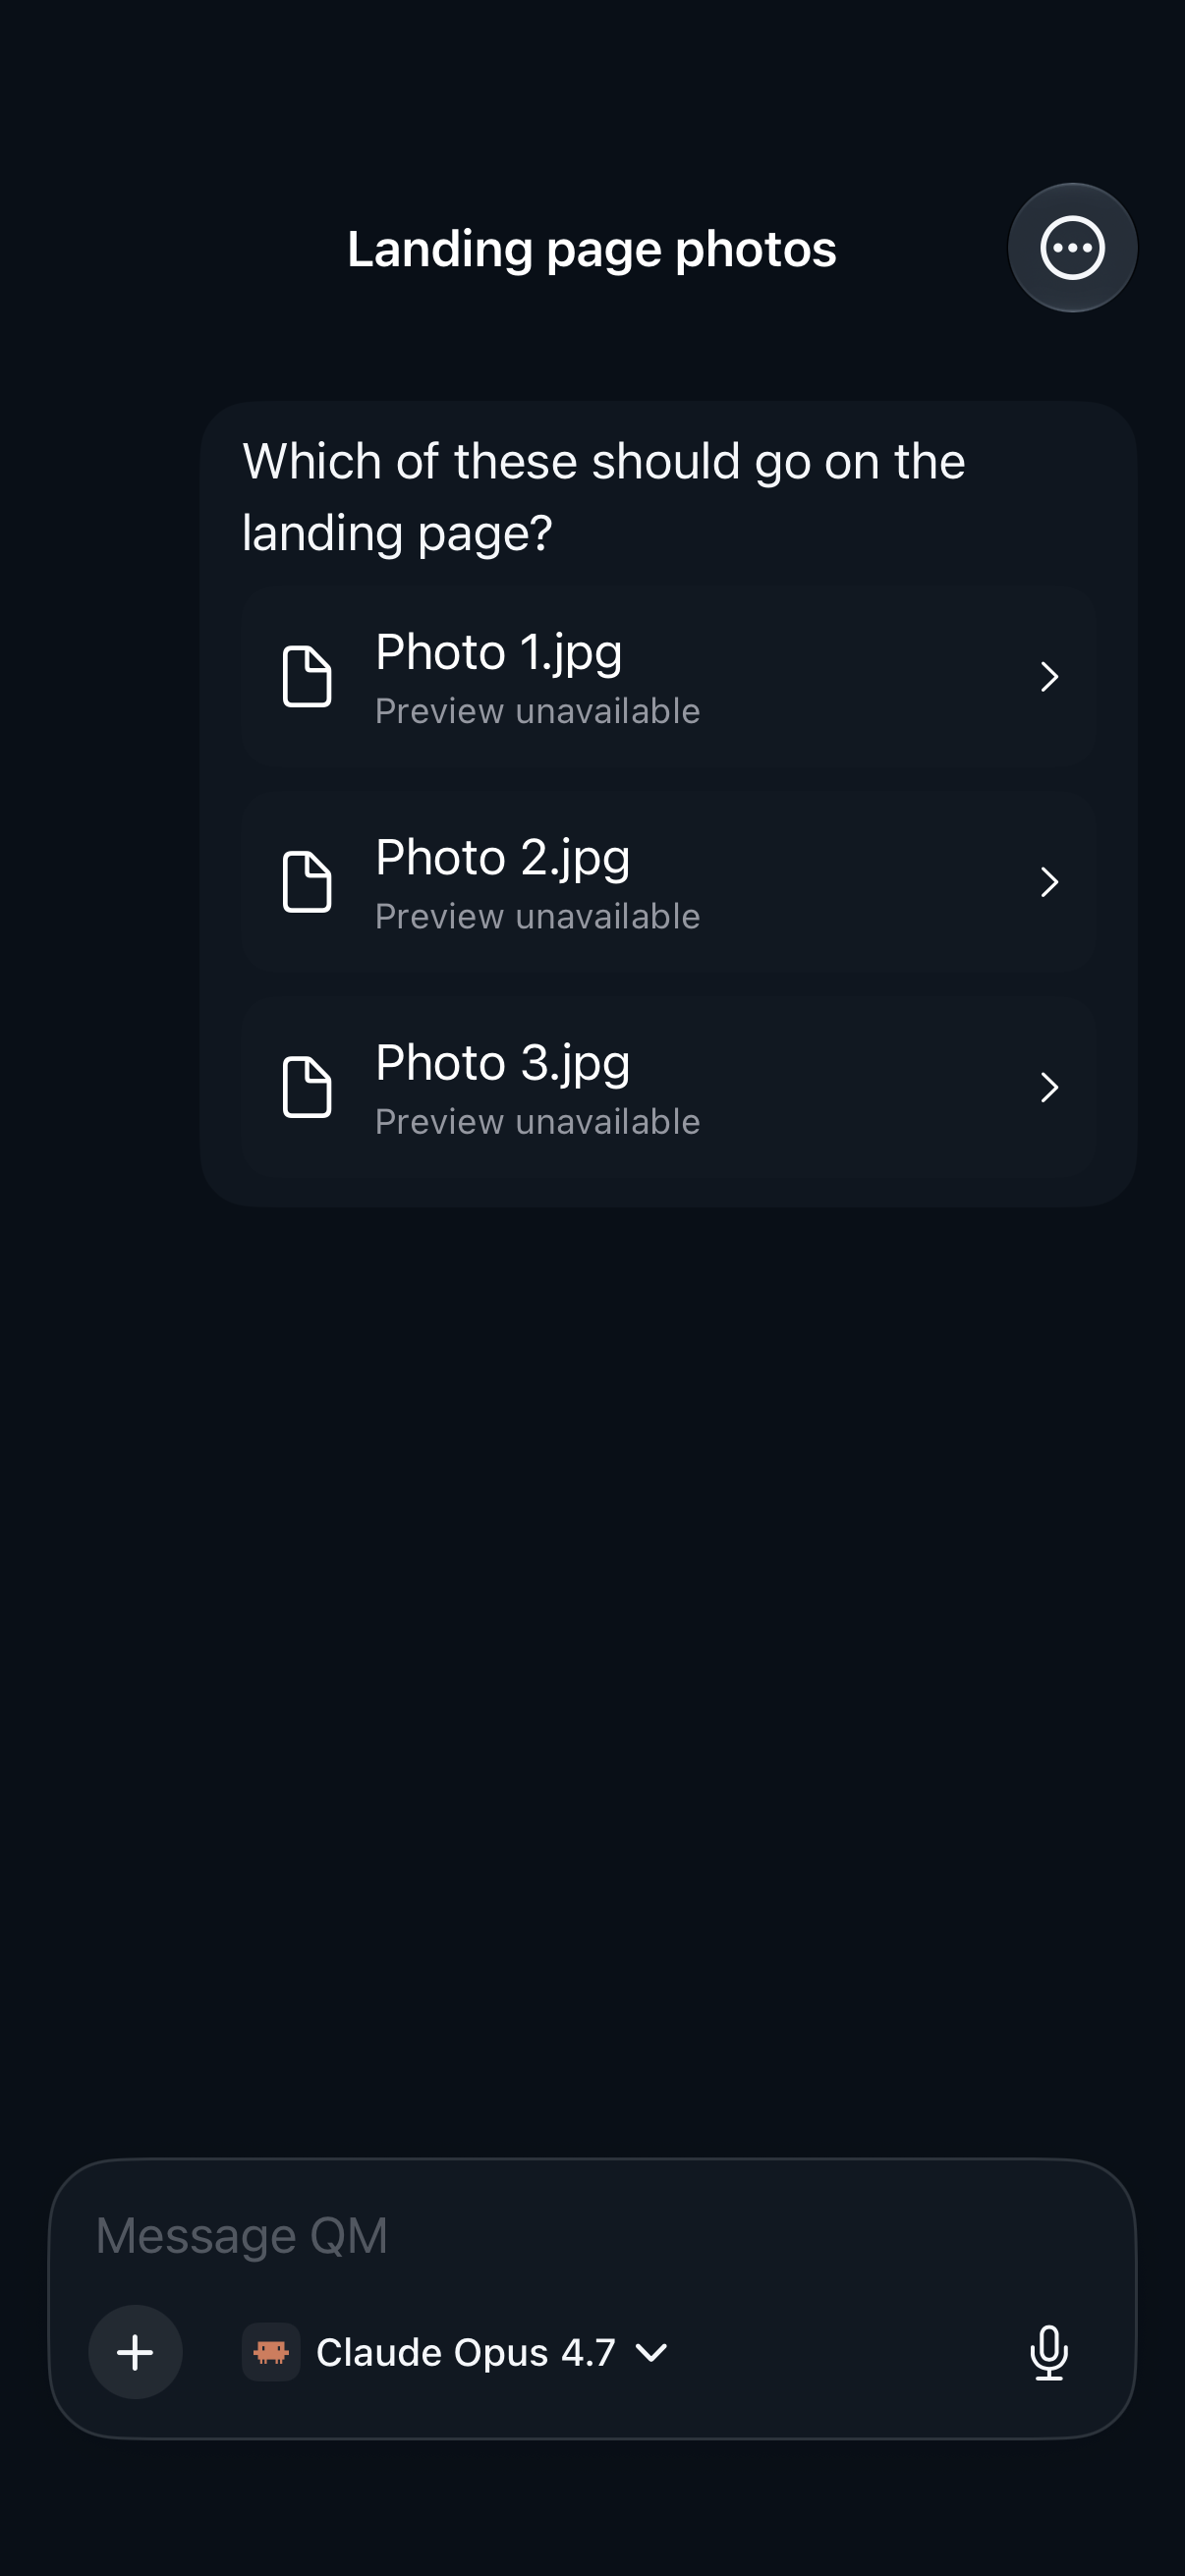 Landing page photos
Which of these should go on the
landing page?
Photo 1.jpg
Preview unavailable
Photo 2.jpg
Preview unavailable
Photo 3.jpg
Preview unavailable
Message QM
Claude Opus 4.7